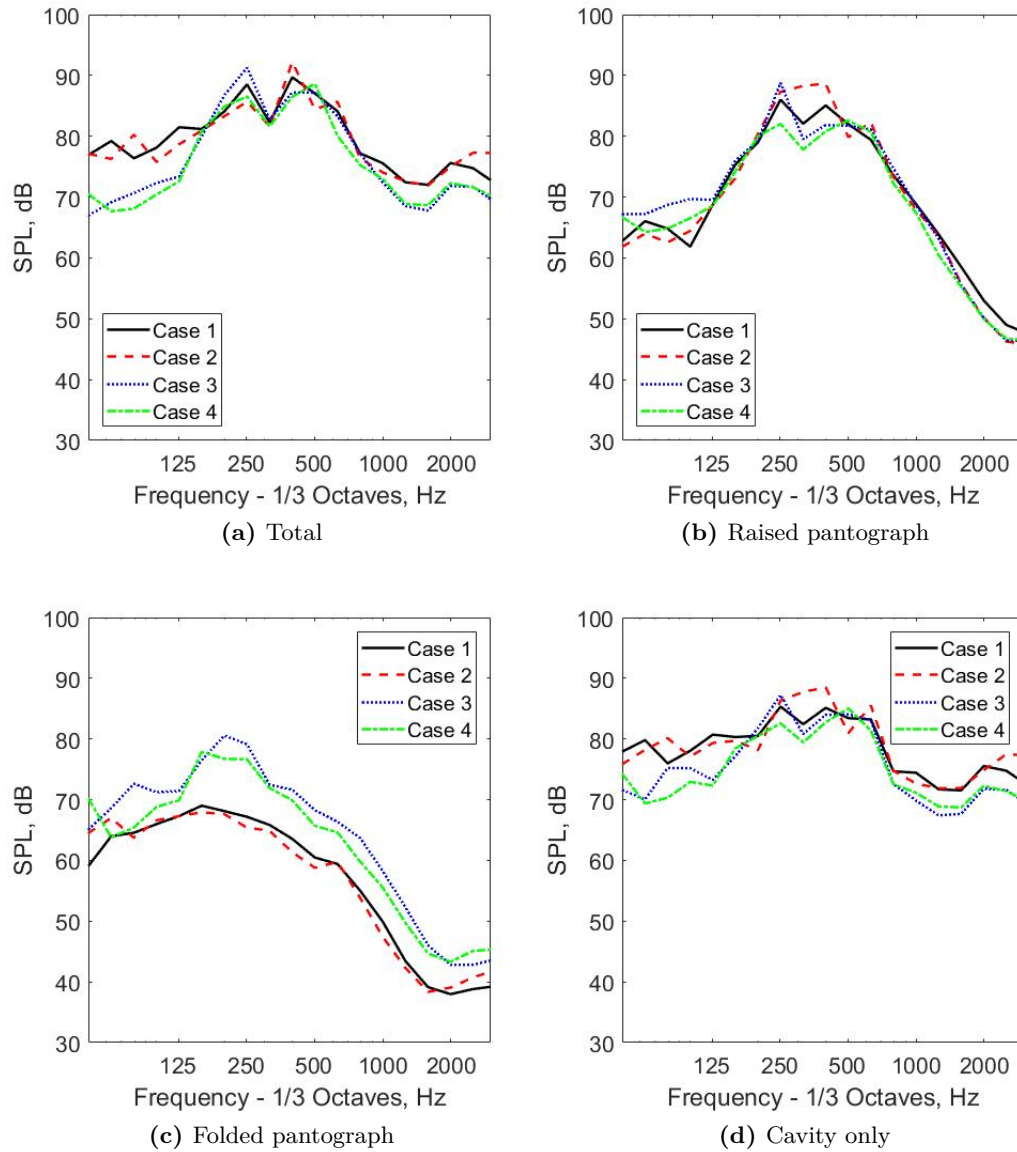 100
90
80
70
60
50
40
30
SPL, dB
Case 1
Case 2
Case 3
Case 4
125 250 500 1000 2000
Frequency - 1/3 Octaves, Hz
(a) Total
100
90
80
70
60
50
40
30
SPL, dB
Case 1
Case 2
Case 3
Case 4
125 250 500 1000 2000
Frequency - 1/3 Octaves, Hz
(b) Raised pantograph
100
90
80
70
60
50
40
30
SPL, dB
Case 1
Case 2
Case 3
Case 4
125 250 500 1000 2000
Frequency - 1/3 Octaves, Hz
(c) Folded pantograph
100
90
80
70
60
50
40
30
SPL, dB
Case 1
Case 2
Case 3
Case 4
125 250 500 1000 2000
Frequency - 1/3 Octaves, Hz
(d) Cavity only